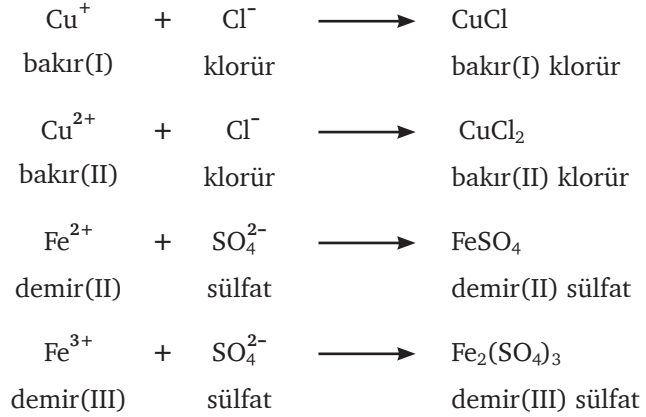 Cu⁺ + Cl⁻ ⟶ CuCl
bakır(I) klorür bakır(I) klorür
Cu²⁺ + Cl⁻ ⟶ CuCl₂
bakır(II) klorür bakır(II) klorür
Fe²⁺ + SO₄²⁻ ⟶ FeSO₄
demir(II) sülfat demir(II) sülfat
Fe³⁺ + SO₄²⁻ ⟶ Fe₂(SO₄)₃
demir(III) sülfat demir(III) sülfat